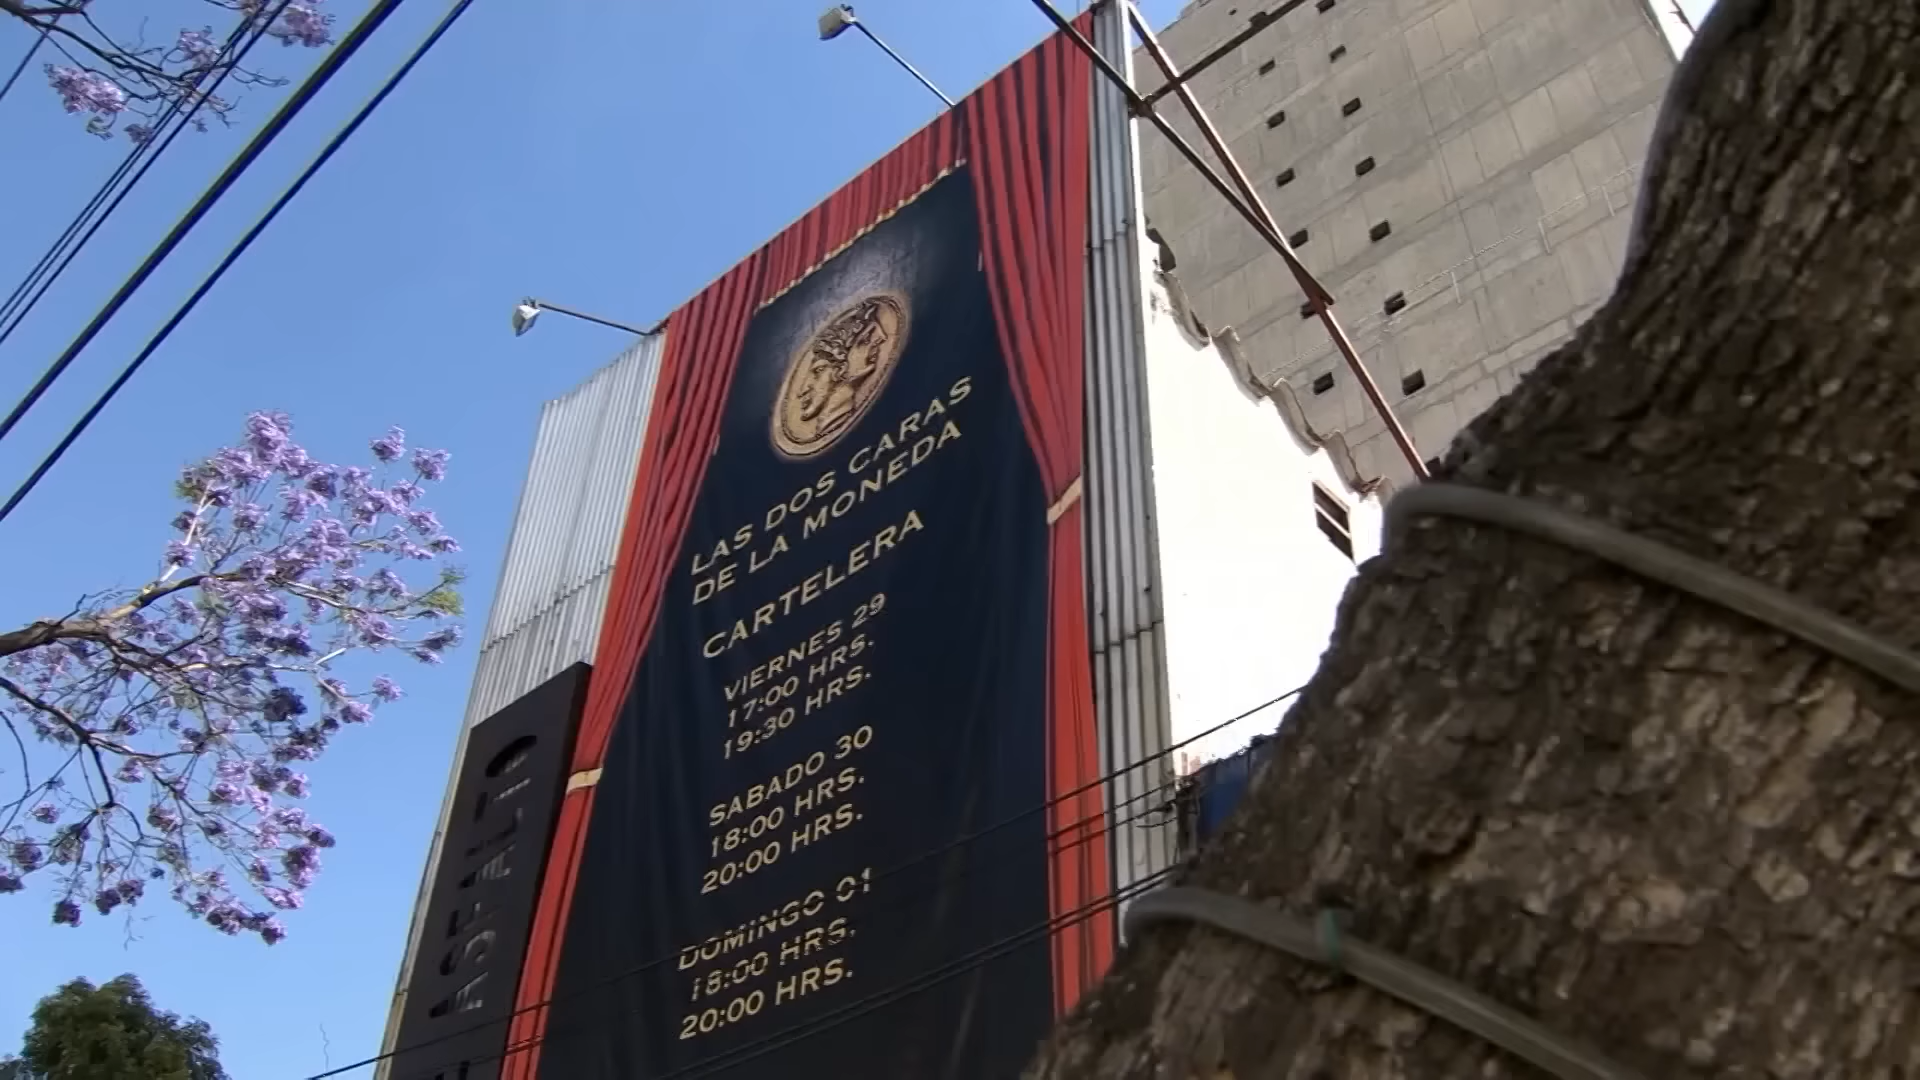 LAS DOS CARAS
DE LA MONEDA
CARTELERA
VIERNES 29
17:00 HRS.
19:30 HRS.
SABADO 30
18:00 HRS.
20:00 HRS.
DOMINGO 01
18:00 HRS.
20:00 HRS.
ASFALTO